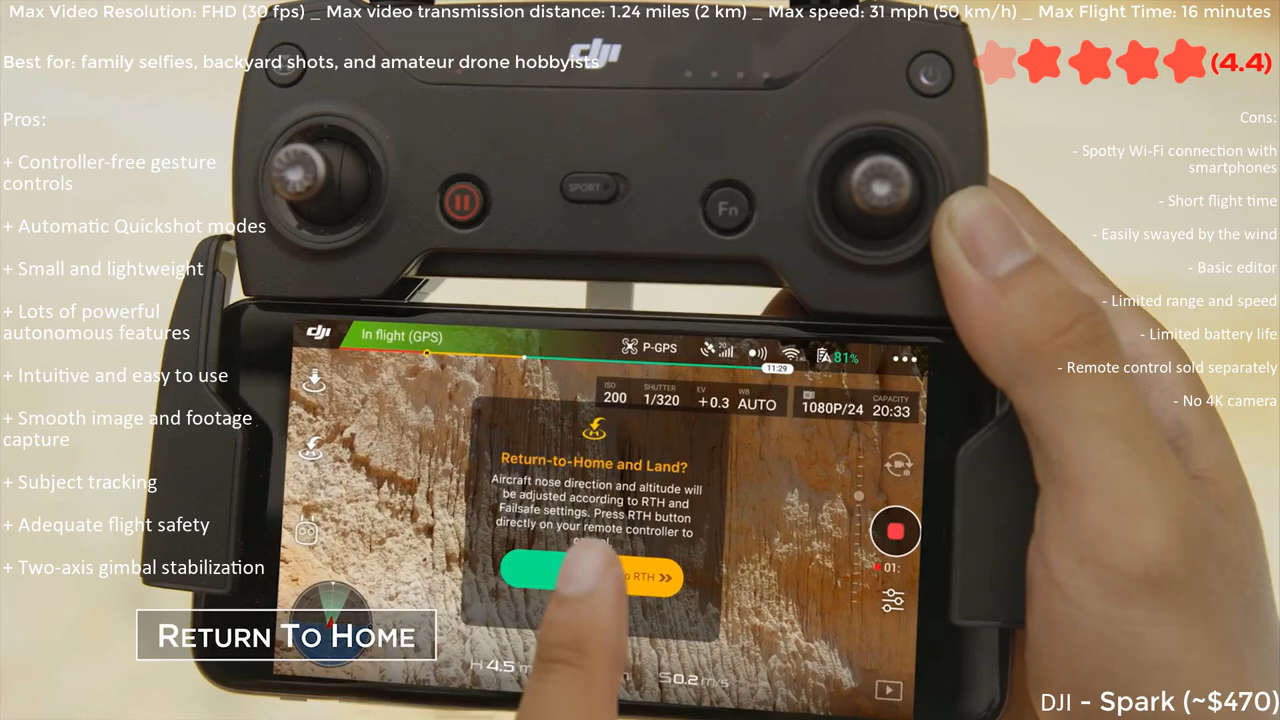 Max Video Resolution: FHD (30 fps) _ Max video transmission distance: 1.24 miles (2 km) _ Max speed: 31 mph (50 km/h) _ Max Flight Time: 16 minutes
Best for: family selfies, backyard shots, and amateur drone hobbyists
(4.4)
dji
Pros:
+ Controller-free gesture
controls
+ Automatic Quickshot modes
+ Small and lightweight
+ Lots of powerful
autonomous features
+ Intuitive and easy to use
+ Smooth image and footage
capture
+ Subject tracking
+ Adequate flight safety
+ Two-axis gimbal stabilization
Cons:
- Spotty Wi-Fi connection with
smartphones
- Short flight time
- Easily swayed by the wind
- Basic editor
- Limited range and speed
- Limited battery life
- Remote control sold separately
- No 4K camera
SPORT
Fn
dji
In flight (GPS)
P-GPS
20
81%
11:29
ISO
200
SHUTTER
1/320
EV
+0.3
WB
AUTO
1080P/24
CAPACITY
20:33
Return-to-Home and Land?
Aircraft nose direction and altitude will
be adjusted according to RTH and
Failsafe settings. Press RTH button
directly on your remote controller to
RTH
01:
H 4.5 m
S0.2 m/s
RETURN TO HOME
DJI - Spark (~$470)